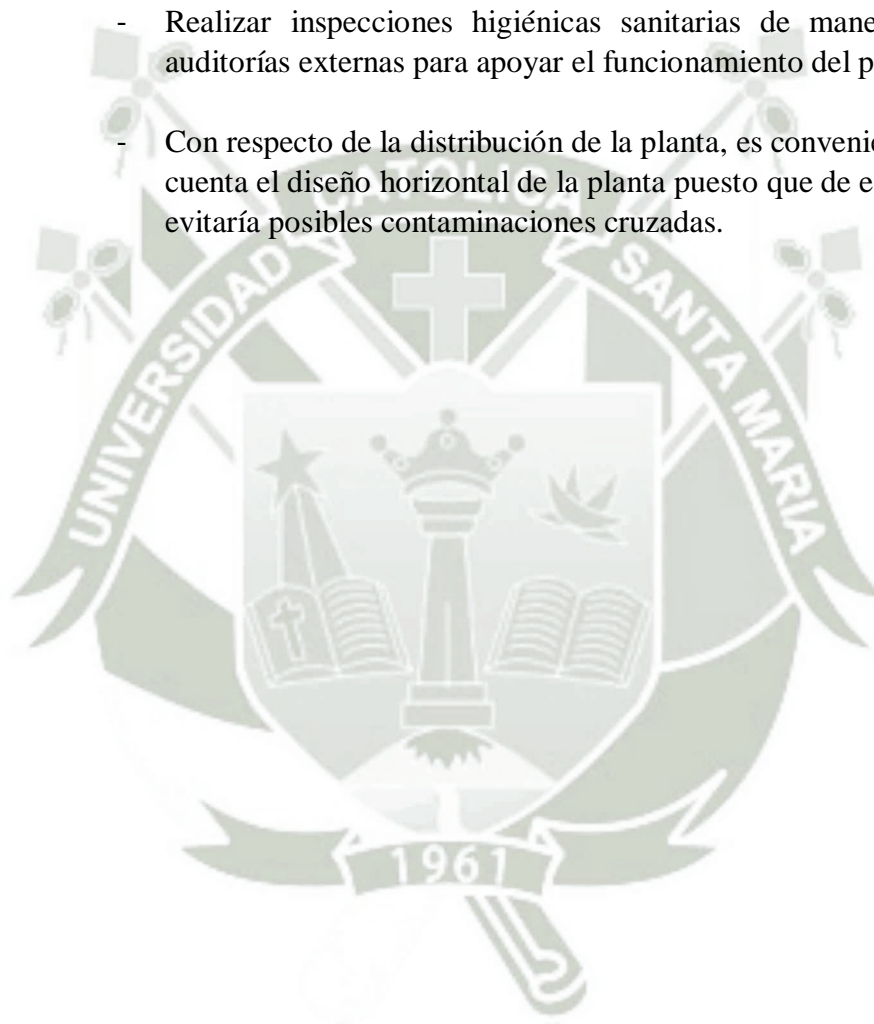 - Realizar inspecciones higiénicas sanitarias de mane
auditorías externas para apoyar el funcionamiento del p
- Con respecto de la distribución de la planta, es conveni
cuenta el diseño horizontal de la planta puesto que de e
evitaría posibles contaminaciones cruzadas.
UNIVERSIDAD CATOLICA SANTA MARIA
1961